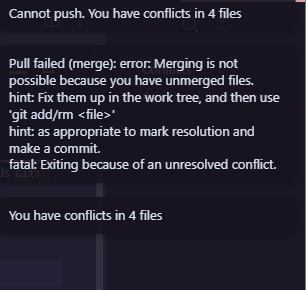 Cannot push. You have conflicts in 4 files
Pull failed (merge): error: Merging is not
possible because you have unmerged files.
hint: Fix them up in the work tree, and then use
'git add/rm <file>'
hint: as appropriate to mark resolution and
make a commit.
fatal: Exiting because of an unresolved conflict.
You have conflicts in 4 files